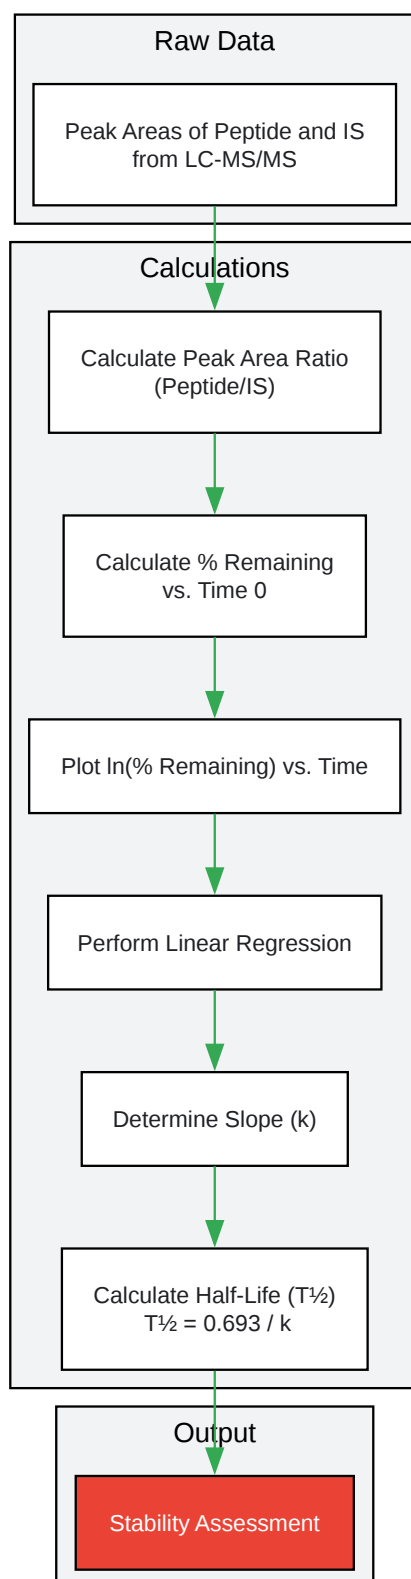 Raw Data
Peak Areas of Peptide and IS
from LC-MS/MS
Calculations
Calculate Peak Area Ratio
(Peptide/IS)
Calculate % Remaining
vs. Time 0
Plot ln(% Remaining) vs. Time
Perform Linear Regression
Determine Slope (k)
Calculate Half-Life (T½)
T½ = 0.693 / k
Output
Stability Assessment